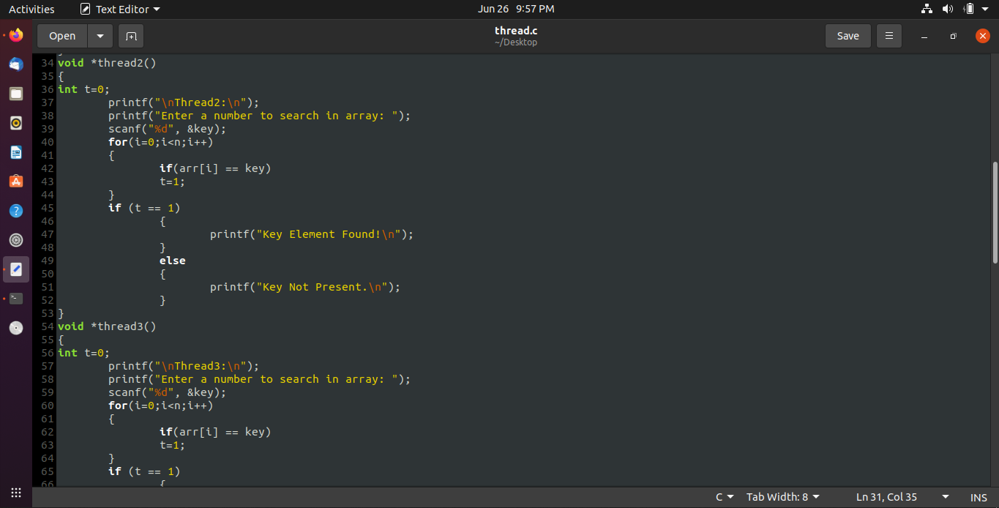 Activities Text Editor Jun 26 9:57 PM
Open thread.c Save
~/Desktop
34 void *thread2()
35 {
36 int t=0;
37         printf("\nThread2:\n");
38         printf("Enter a number to search in array: ");
39         scanf("%d", &key);
40         for(i=0;i<n;i++)
41         {
42                 if(arr[i] == key)
43                 t=1;
44         }
45         if (t == 1)
46                 {
47                         printf("Key Element Found!\n");
48                 }
49                 else
50                 {
51                         printf("Key Not Present.\n");
52                 }
53 }
54 void *thread3()
55 {
56 int t=0;
57         printf("\nThread3:\n");
58         printf("Enter a number to search in array: ");
59         scanf("%d", &key);
60         for(i=0;i<n;i++)
61         {
62                 if(arr[i] == key)
63                 t=1;
64         }
65         if (t == 1)
66                 {
C Tab Width: 8 Ln 31, Col 35 INS